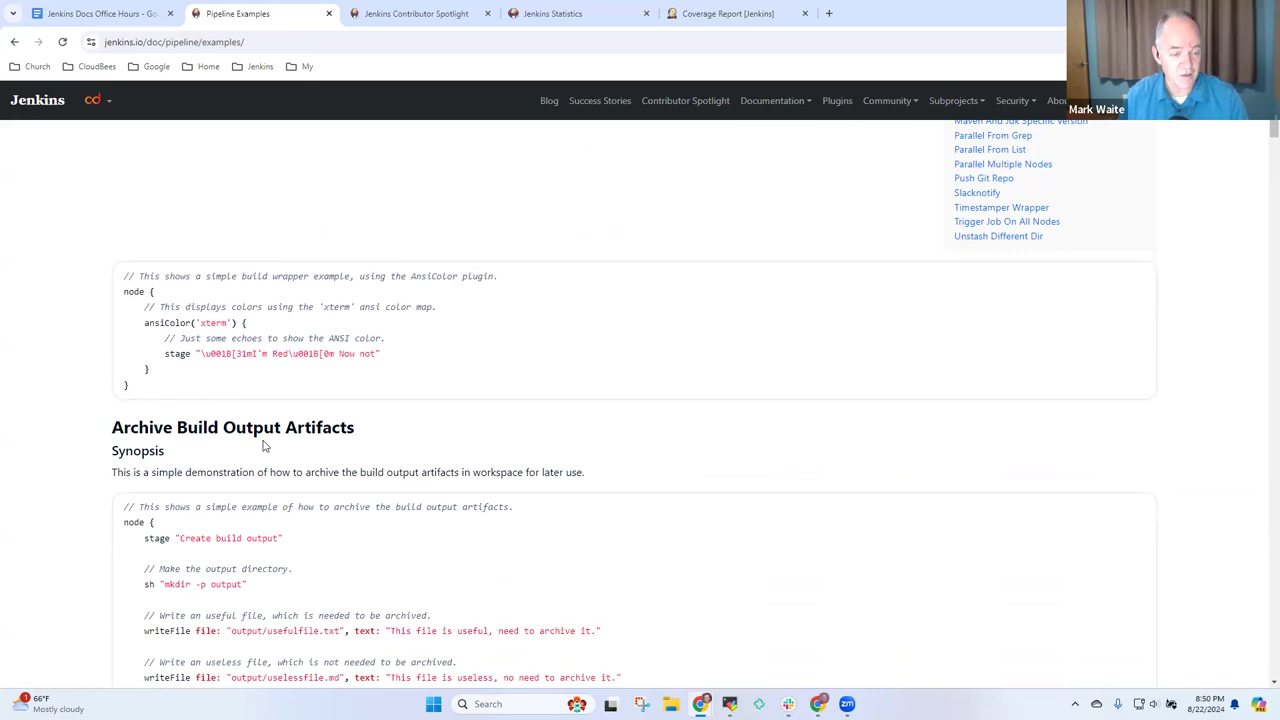 Jenkins Docs Office Hours - G
Pipeline Examples
Jenkins Contributor Spotlight
Jenkins Statistics
Coverage Report [Jenkins]
jenkins.io/doc/pipeline/examples/
Church
CloudBees
Google
Home
Jenkins
My
Jenkins
cd
Blog
Success Stories
Contributor Spotlight
Documentation
Plugins
Community
Subprojects
Security
Abou
Mark Waite
Maven And Jdk Specific Version
Parallel From Grep
Parallel From List
Parallel Multiple Nodes
Push Git Repo
Slacknotify
Timestamper Wrapper
Trigger Job On All Nodes
Unstash Different Dir
// This shows a simple build wrapper example, using the AnsiColor plugin.
node {
// This displays colors using the 'xterm' ansi color map.
ansiColor('xterm') {
// Just some echoes to show the ANSI color.
stage "\u001B[31mI'm Red\u001B[0m Now not"
}
}
Archive Build Output Artifacts
Synopsis
This is a simple demonstration of how to archive the build output artifacts in workspace for later use.
// This shows a simple example of how to archive the build output artifacts.
node {
stage "Create build output"
// Make the output directory.
sh "mkdir -p output"
// Write an useful file, which is needed to be archived.
writeFile file: "output/usefulfile.txt", text: "This file is useful, need to archive it."
// Write an useless file, which is not needed to be archived.
writeFile file: "output/uselessfile.md", text: "This file is useless, no need to archive it."
1
66°F
Mostly cloudy
Search
8:50 PM
8/22/2024